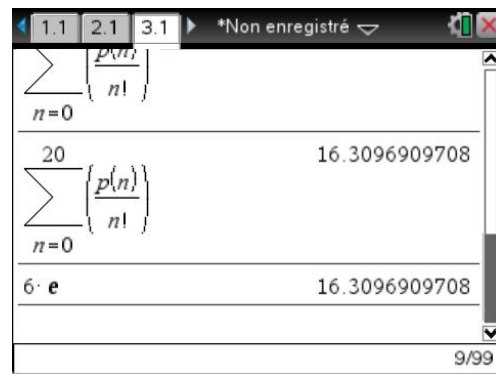 1.1 2.1 3.1 *Non enregistré
∑ (p(n)/n!)
n=0
20 16.3096909708
∑ (p(n)/n!)
n=0
6·e 16.3096909708
9/99